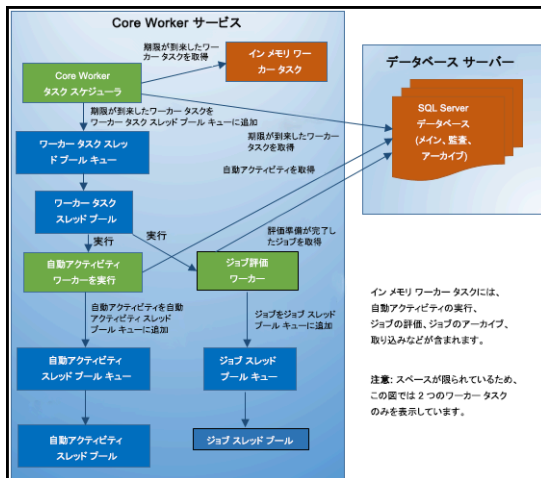 Core Worker サービス
期限が到来したワー
カー タスクを取得
イン メモリ ワー
カー タスク
Core Worker
タスク スケジューラ
期限が到来したワーカー タスクを
ワーカー タスク スレッド プール キューに追加
ワーカー タスク スレッ
ド プール キュー
期限が到来したワーカー
タスクを取得
自動アクティビティを取得
ワーカー タスク
スレッド プール
実行
実行
評価準備が完了し
たジョブを取得
自動アクティビティ
ワーカーを実行
ジョブ評価
ワーカー
自動アクティビティを自動
アクティビティ スレッド
プール キューに追加
ジョブをジョブ スレッド
プール キューに追加
自動アクティビティ
スレッド プール キュー
ジョブ スレッド
プール キュー
自動アクティビティ
スレッド プール
ジョブ スレッド プール
データベース サーバー
SQL Server
データベース
(メイン、監査、
アーカイブ)
イン メモリ ワーカー タスクには、
自動アクティビティの実行、
ジョブの評価、ジョブのアーカイブ、
取り込みなどが含まれます。
注意: スペースが限られているため、
この図では 2 つのワーカー タスク
のみを表示しています。